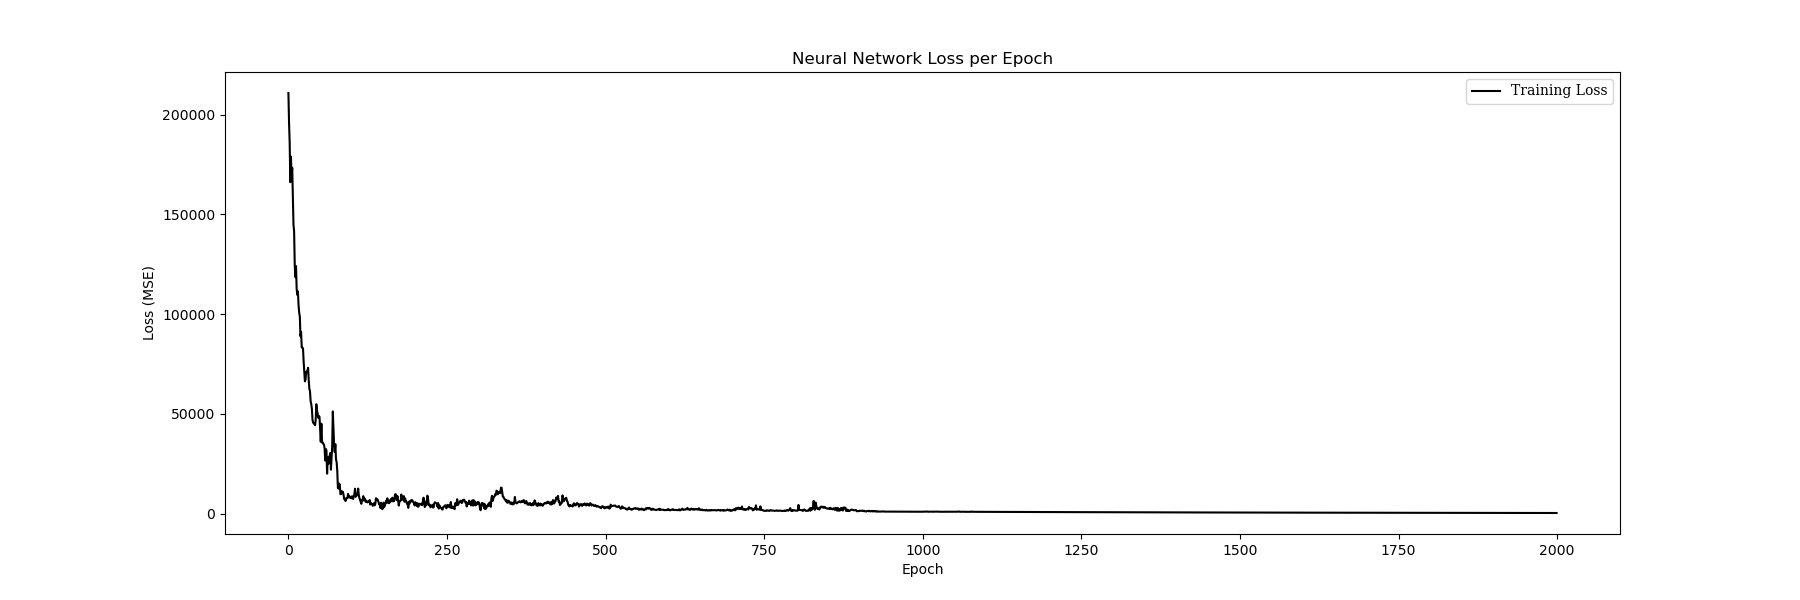 Neural Network Loss per Epoch
Training Loss
Loss (MSE)
200000
150000
100000
50000
0
0 250 500 750 1000 1250 1500 1750 2000
Epoch